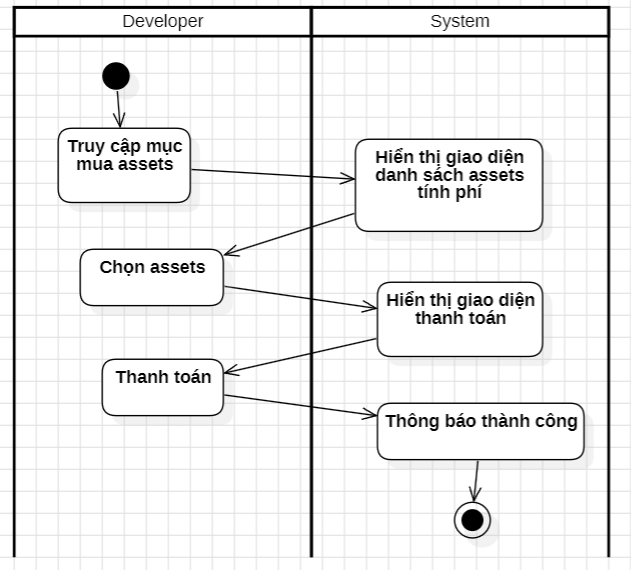 Developer
System
Truy cập mục
mua assets
Hiển thị giao diện
danh sách assets
tính phí
Chọn assets
Hiển thị giao diện
thanh toán
Thanh toán
Thông báo thành công